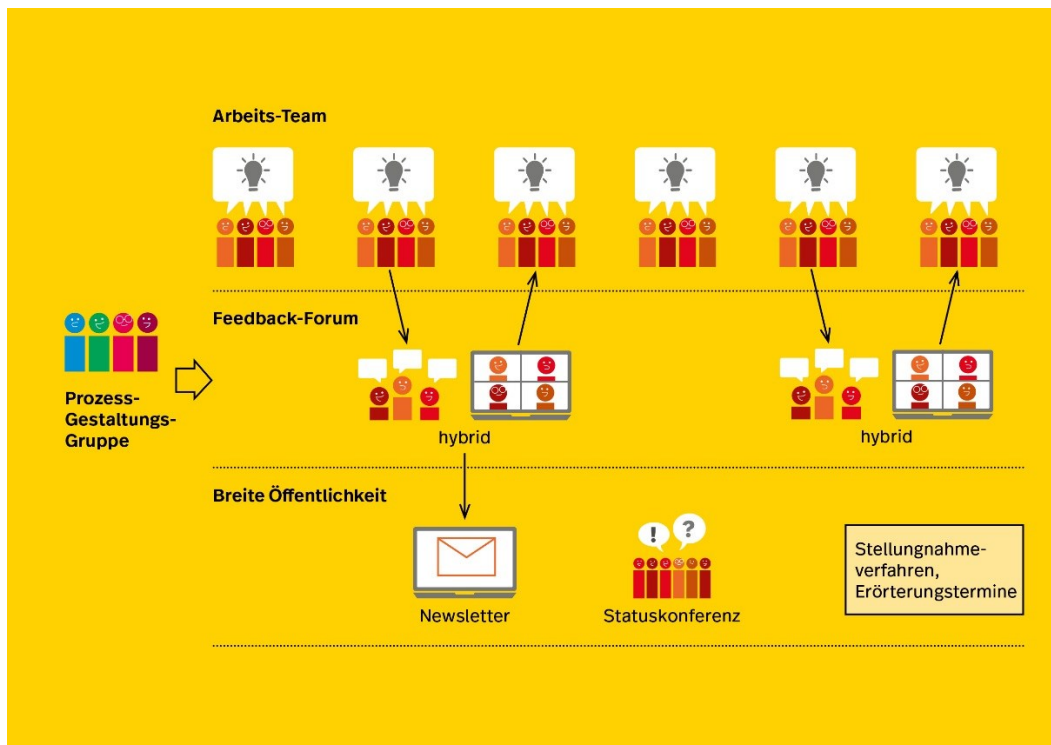 Arbeits-Team
Feedback-Forum
Prozess-
Gestaltungs-
Gruppe
hybrid
hybrid
Breite Öffentlichkeit
! ?
Newsletter
Statuskonferenz
Stellungnahme-
verfahren,
Erörterungstermine